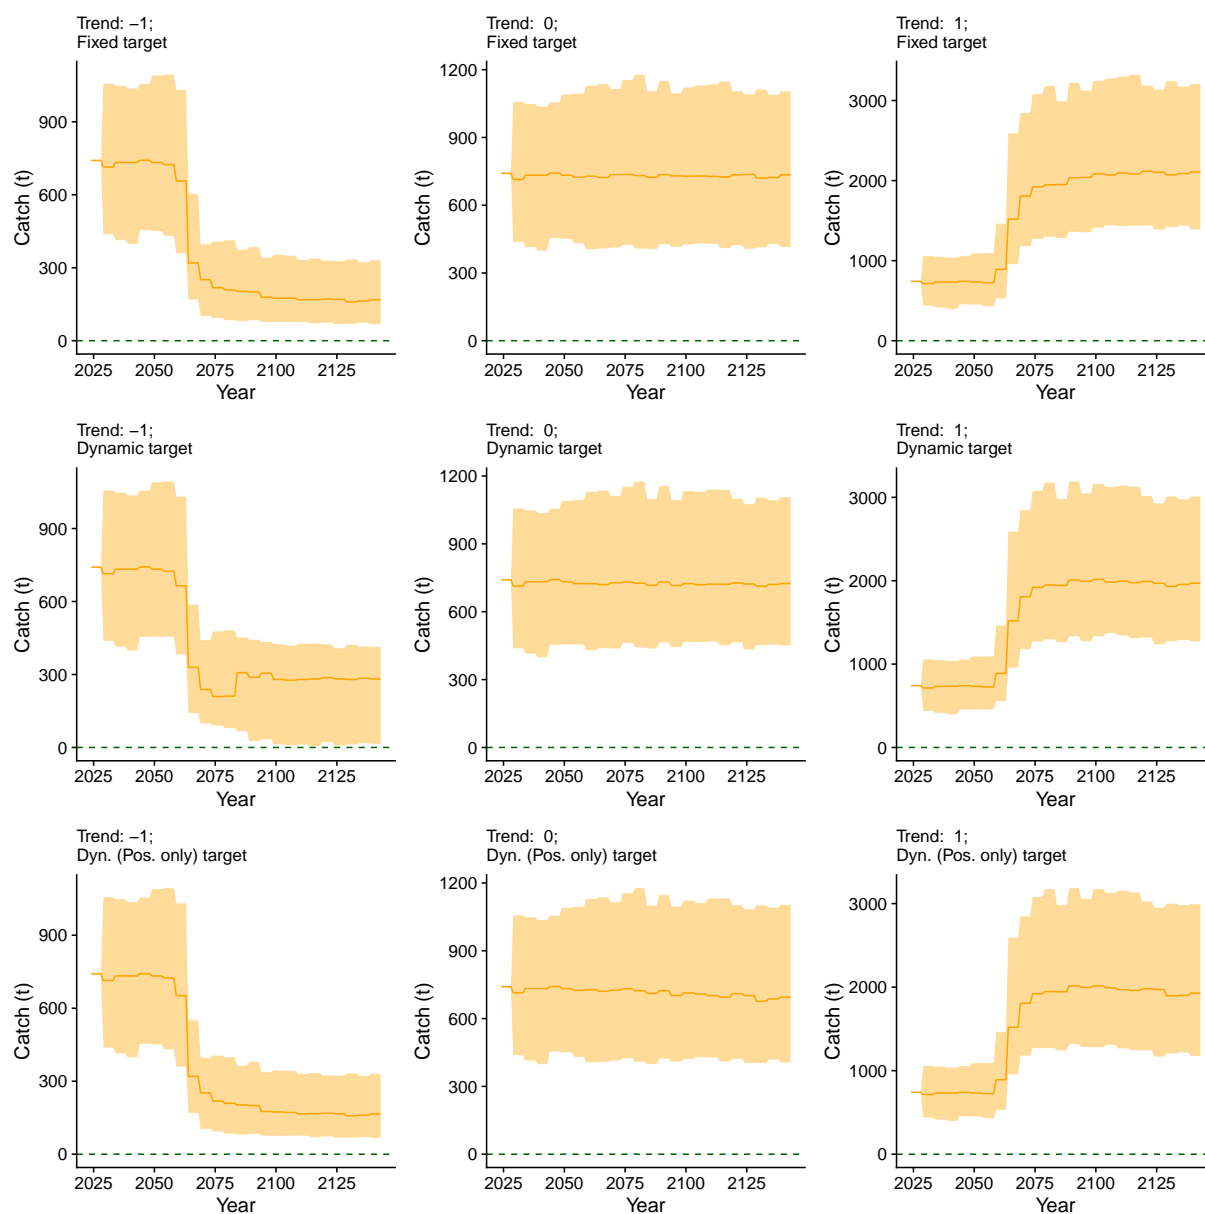 Trend: −1;
Fixed target
Catch (t)
900
600
300
0
2025 2050 2075 2100 2125
Year
Trend:  0;
Fixed target
Catch (t)
1200
900
600
300
0
2025 2050 2075 2100 2125
Year
Trend:  1;
Fixed target
Catch (t)
3000
2000
1000
0
2025 2050 2075 2100 2125
Year
Trend: −1;
Dynamic target
Catch (t)
900
600
300
0
2025 2050 2075 2100 2125
Year
Trend:  0;
Dynamic target
Catch (t)
1200
900
600
300
0
2025 2050 2075 2100 2125
Year
Trend:  1;
Dynamic target
Catch (t)
3000
2000
1000
0
2025 2050 2075 2100 2125
Year
Trend: −1;
Dyn. (Pos. only) target
Catch (t)
900
600
300
0
2025 2050 2075 2100 2125
Year
Trend:  0;
Dyn. (Pos. only) target
Catch (t)
1200
900
600
300
0
2025 2050 2075 2100 2125
Year
Trend:  1;
Dyn. (Pos. only) target
Catch (t)
3000
2000
1000
0
2025 2050 2075 2100 2125
Year